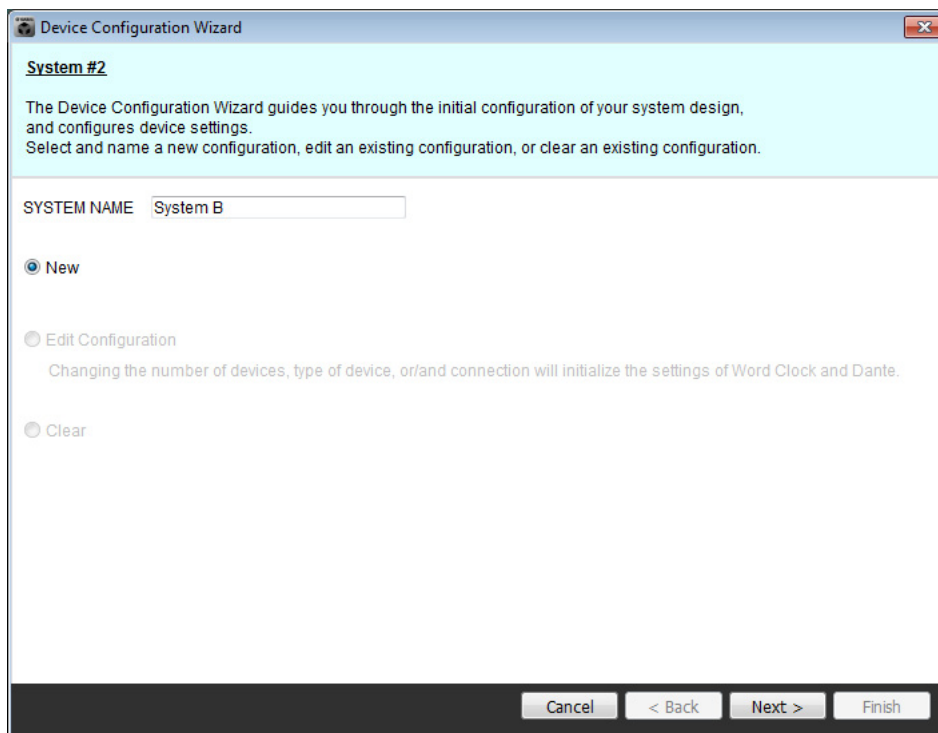 Device Configuration Wizard
System #2
The Device Configuration Wizard guides you through the initial configuration of your system design,
and configures device settings.
Select and name a new configuration, edit an existing configuration, or clear an existing configuration.
SYSTEM NAME System B
New
Edit Configuration
Changing the number of devices, type of device, or/and connection will initialize the settings of Word Clock and Dante.
Clear
Cancel < Back Next > Finish